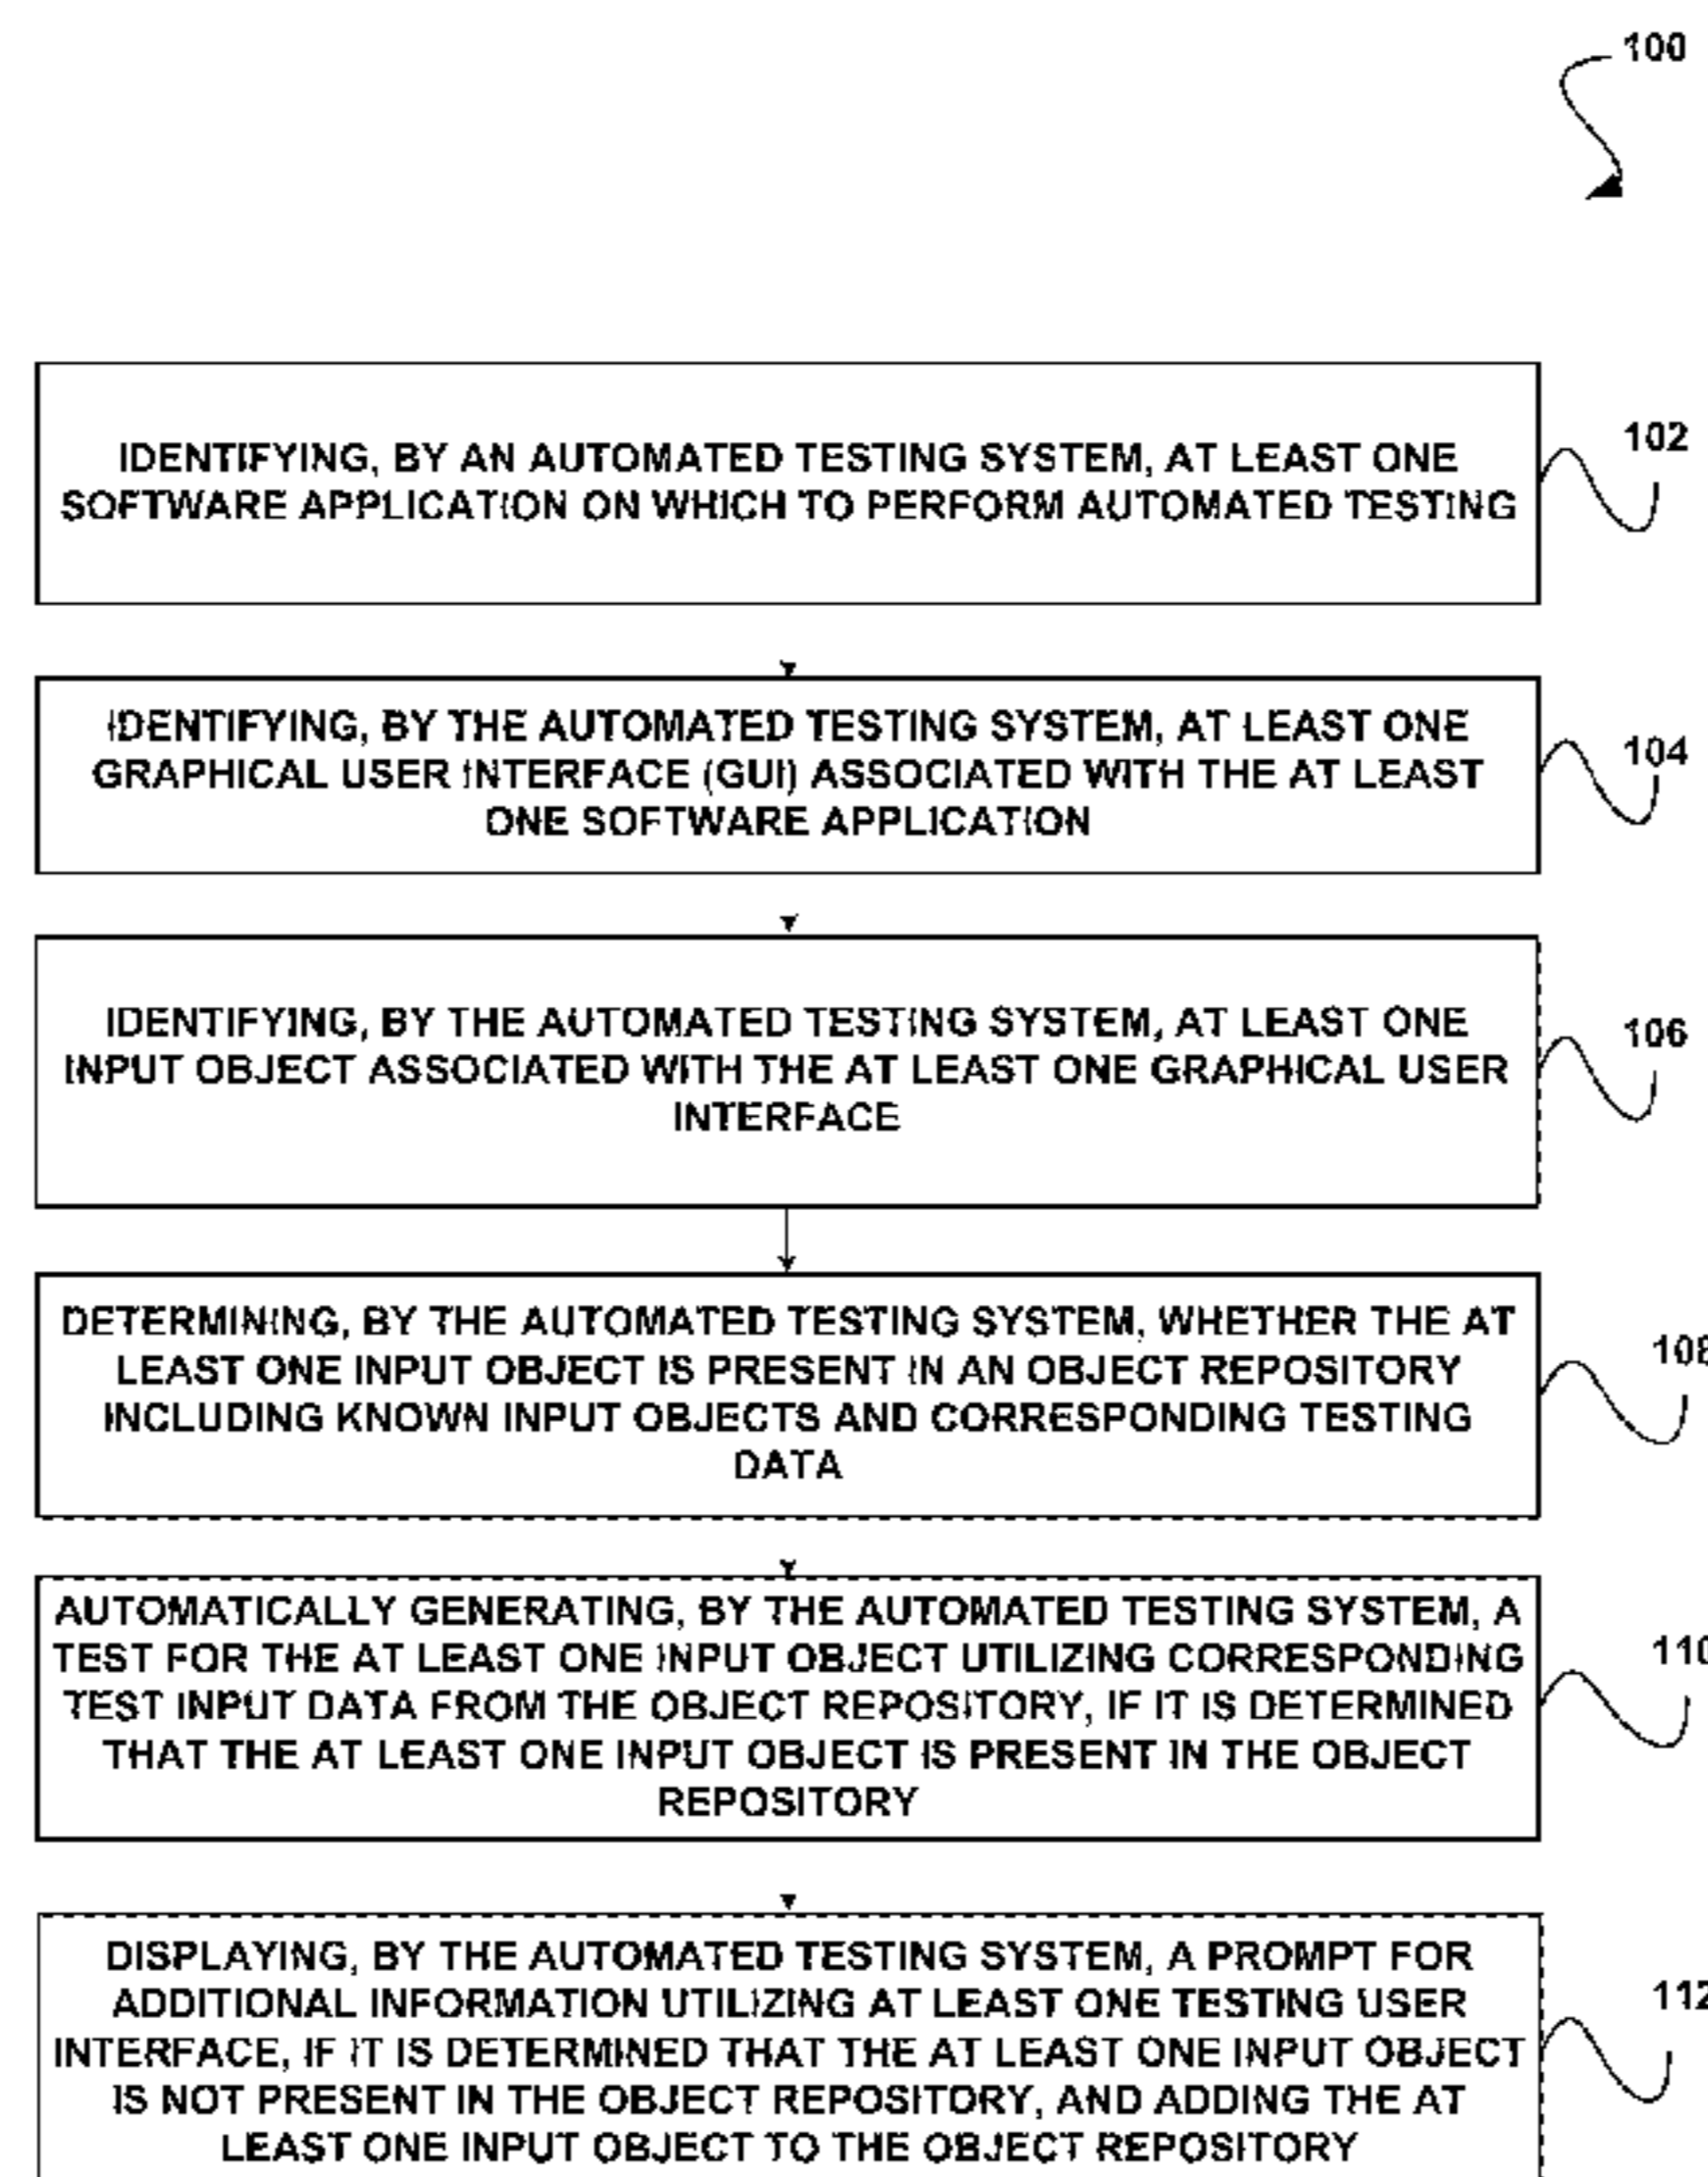 100
IDENTIFYING, BY AN AUTOMATED TESTING SYSTEM, AT LEAST ONE
SOFTWARE APPLICATION ON WHICH TO PERFORM AUTOMATED TESTING
102
IDENTIFYING, BY THE AUTOMATED TESTING SYSTEM, AT LEAST ONE
GRAPHICAL USER INTERFACE (GUI) ASSOCIATED WITH THE AT LEAST
ONE SOFTWARE APPLICATION
104
IDENTIFYING, BY THE AUTOMATED TESTING SYSTEM, AT LEAST ONE
INPUT OBJECT ASSOCIATED WITH THE AT LEAST ONE GRAPHICAL USER
INTERFACE
106
DETERMINING, BY THE AUTOMATED TESTING SYSTEM, WHETHER THE AT
LEAST ONE INPUT OBJECT IS PRESENT IN AN OBJECT REPOSITORY
INCLUDING KNOWN INPUT OBJECTS AND CORRESPONDING TESTING
DATA
108
AUTOMATICALLY GENERATING, BY THE AUTOMATED TESTING SYSTEM, A
TEST FOR THE AT LEAST ONE INPUT OBJECT UTILIZING CORRESPONDING
TEST INPUT DATA FROM THE OBJECT REPOSITORY, IF IT IS DETERMINED
THAT THE AT LEAST ONE INPUT OBJECT IS PRESENT IN THE OBJECT
REPOSITORY
110
DISPLAYING, BY THE AUTOMATED TESTING SYSTEM, A PROMPT FOR
ADDITIONAL INFORMATION UTILIZING AT LEAST ONE TESTING USER
INTERFACE, IF IT IS DETERMINED THAT THE AT LEAST ONE INPUT OBJECT
IS NOT PRESENT IN THE OBJECT REPOSITORY, AND ADDING THE AT
LEAST ONE INPUT OBJECT TO THE OBJECT REPOSITORY
112